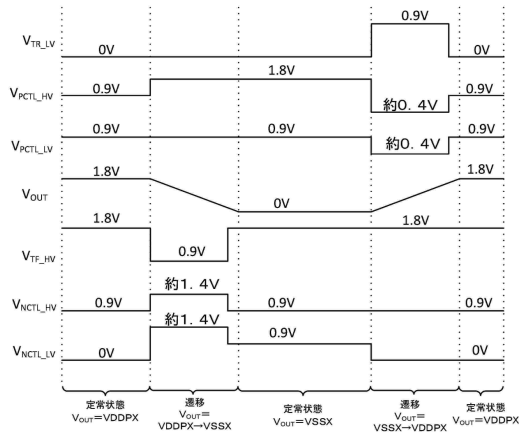 0.9V
V_TR_LV 0V 0V
1.8V
V_PCTL_HV 0.9V 約0.4V 0.9V
V_PCTL_LV 0.9V 0.9V 約0.4V 0.9V
V_OUT 1.8V 0V 1.8V
1.8V 1.8V
V_TF_HV 0.9V
約1.4V
V_NCTL_HV 0.9V 0.9V 0.9V
約1.4V 0.9V
V_NCTL_LV 0V 0V
定常状態
V_OUT=VDDPX
遷移
V_OUT=
VDDPX→VSSX
定常状態
V_OUT=VSSX
遷移
V_OUT=
VSSX→VDDPX
定常状態
V_OUT=VDDPX